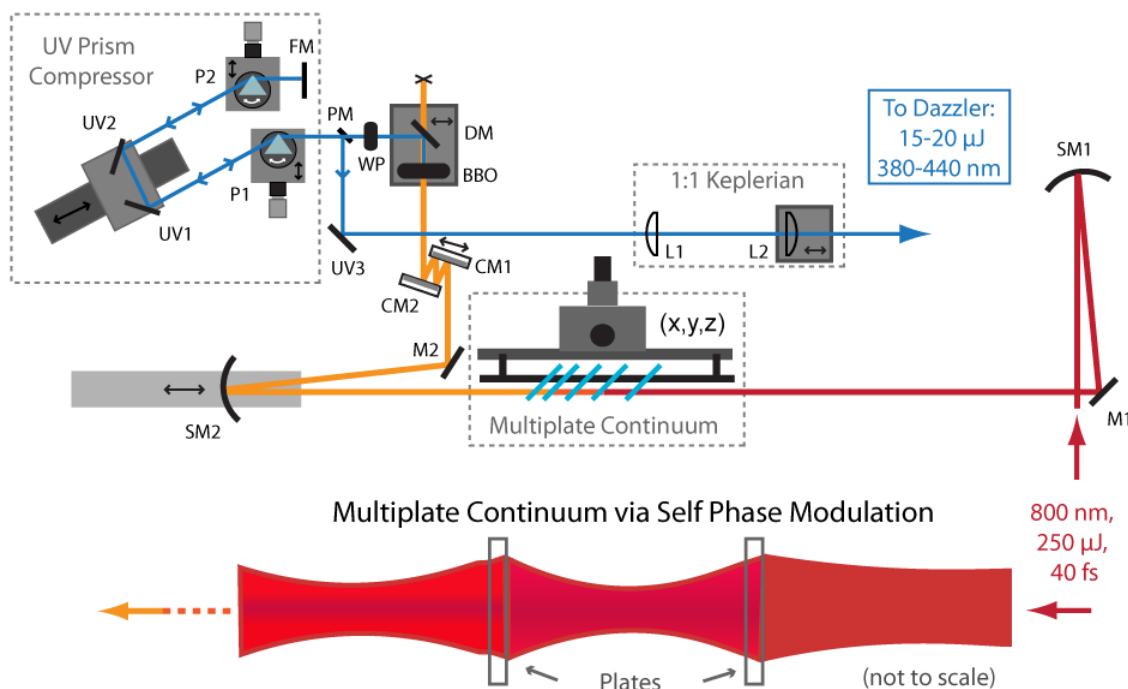 UV Prism
Compressor
P2
FM
UV2
P1
UV1
PM
WP
DM
BBO
UV3
CM1
CM2
1:1 Keplerian
L1
L2
To Dazzler:
15-20 µJ
380-440 nm
SM1
(x,y,z)
M2
SM2
Multiplate Continuum
M1
Multiplate Continuum via Self Phase Modulation
800 nm,
250 µJ,
40 fs
Plates
(not to scale)